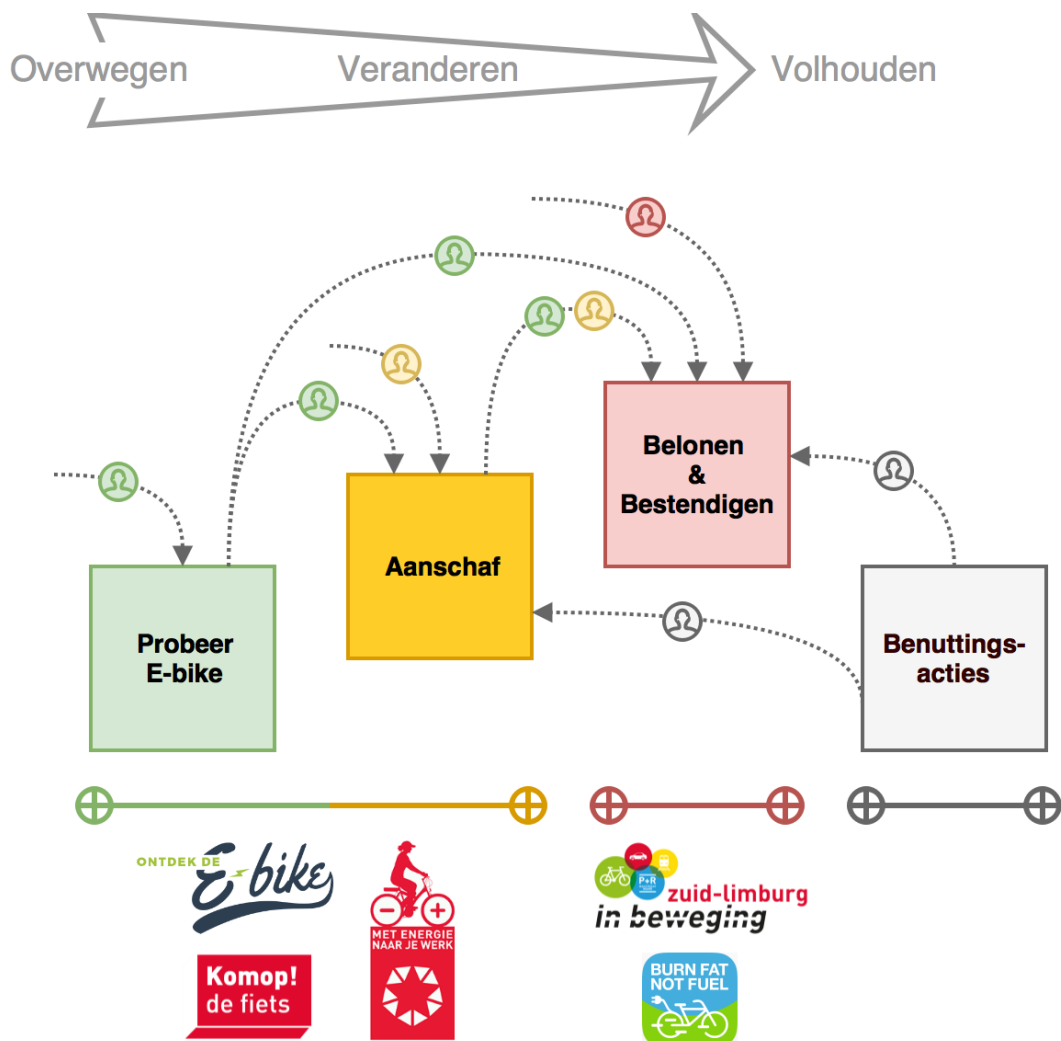 Overwegen
Veranderen
Volhouden
Belonen
&
Bestendigen
Aanschaf
Probeer
E-bike
Benuttings-
acties
ONTDEK DE
E-bike
MET ENERGIE
NAAR JE WERK
Komop!
de fiets
P+R
zuid-limburg
in beweging
BURN FAT
NOT FUEL